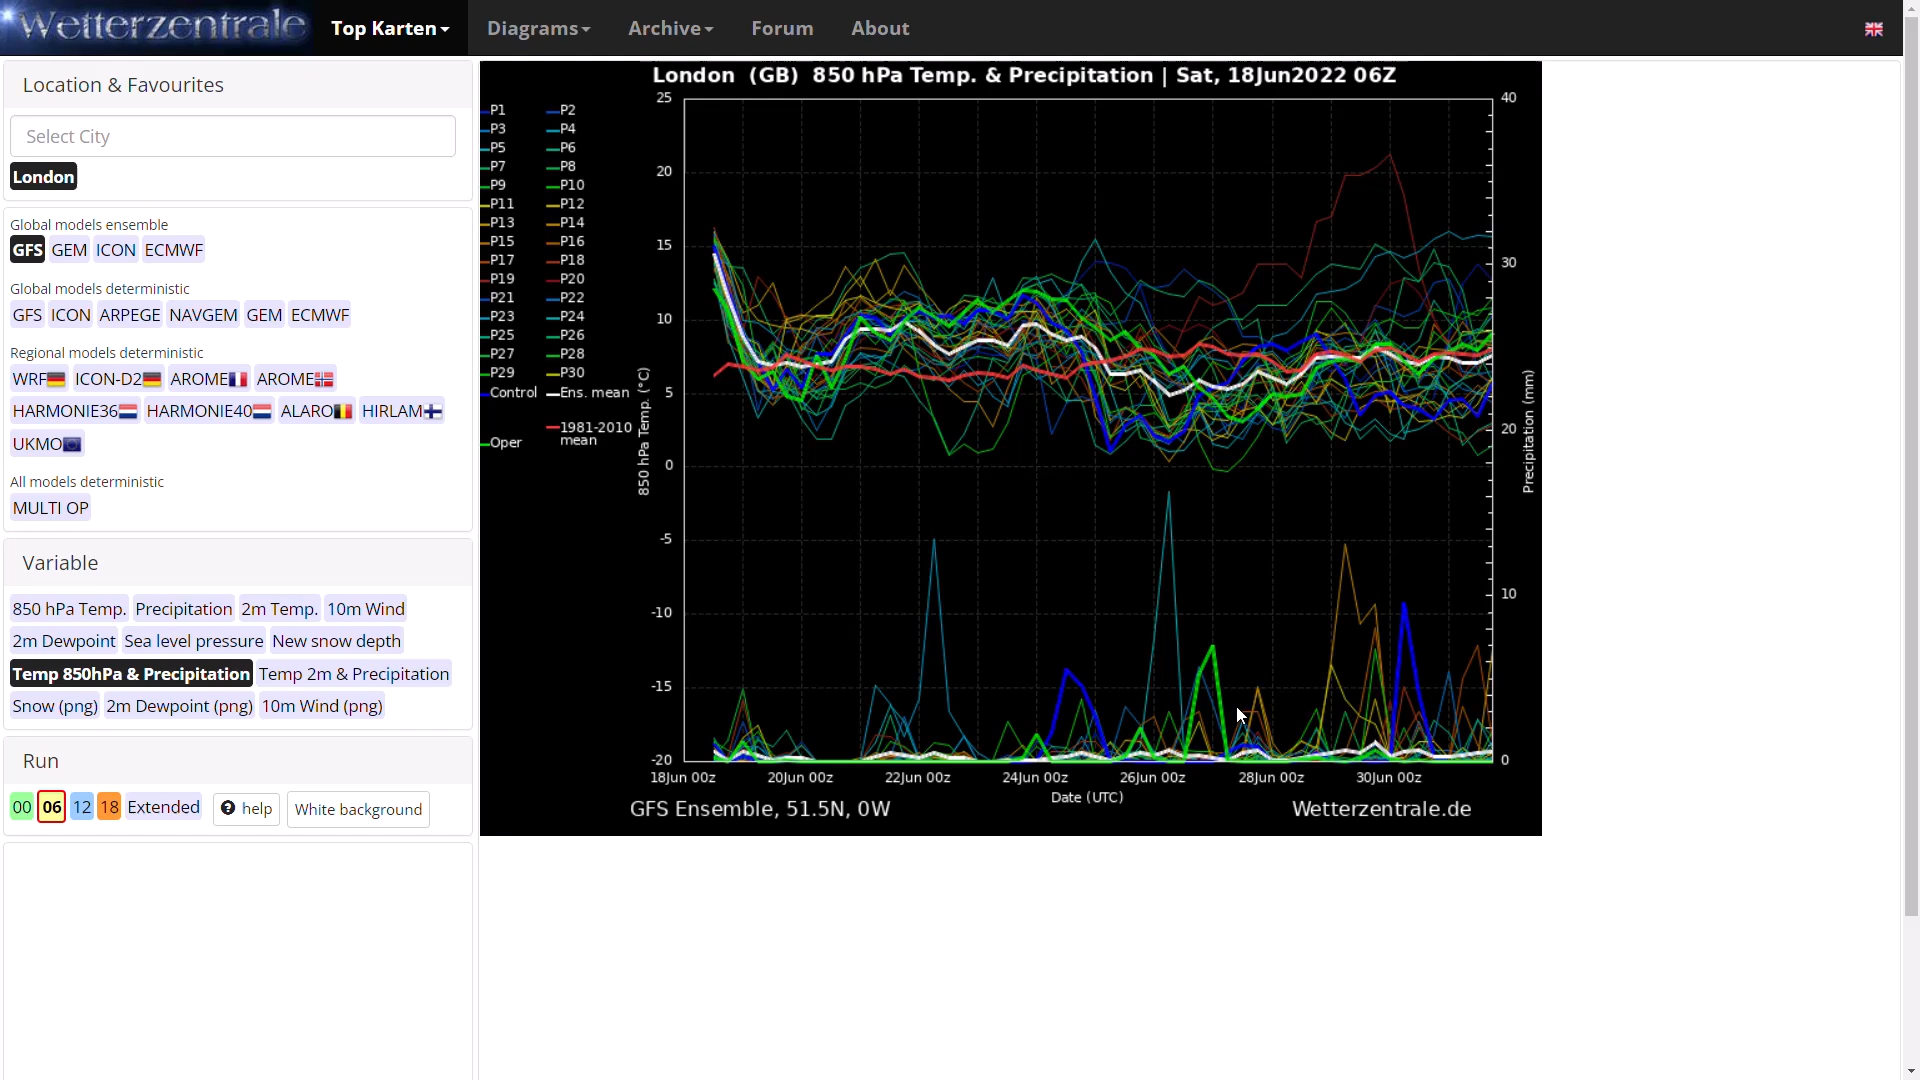 Wetterzentrale
Top Karten
Diagrams
Archive
Forum
About
Location & Favourites
Select City
London
Global models ensemble
GFS GEM ICON ECMWF
Global models deterministic
GFS ICON ARPEGE NAVGEM GEM ECMWF
Regional models deterministic
WRF ICON-D2 AROME AROME
HARMONIE36 HARMONIE40 ALARO HIRLAM
UKMO
All models deterministic
MULTI OP
Variable
850 hPa Temp. Precipitation 2m Temp. 10m Wind
2m Dewpoint Sea level pressure New snow depth
Temp 850hPa & Precipitation Temp 2m & Precipitation
Snow (png) 2m Dewpoint (png) 10m Wind (png)
Run
00 06 12 18 Extended help White background
London (GB) 850 hPa Temp. & Precipitation | Sat, 18Jun2022 06Z
P1 P2
P3 P4
P5 P6
P7 P8
P9 P10
P11 P12
P13 P14
P15 P16
P17 P18
P19 P20
P21 P22
P23 P24
P25 P26
P27 P28
P29 P30
Control Ens. mean
Oper 1981-2010
mean
850 hPa Temp. (°C)
25
20
15
10
5
0
-5
-10
-15
-20
40
30
20
10
0
Precipitation (mm)
18Jun 00z 20Jun 00z 22Jun 00z 24Jun 00z 26Jun 00z 28Jun 00z 30Jun 00z
Date (UTC)
GFS Ensemble, 51.5N, 0W Wetterzentrale.de